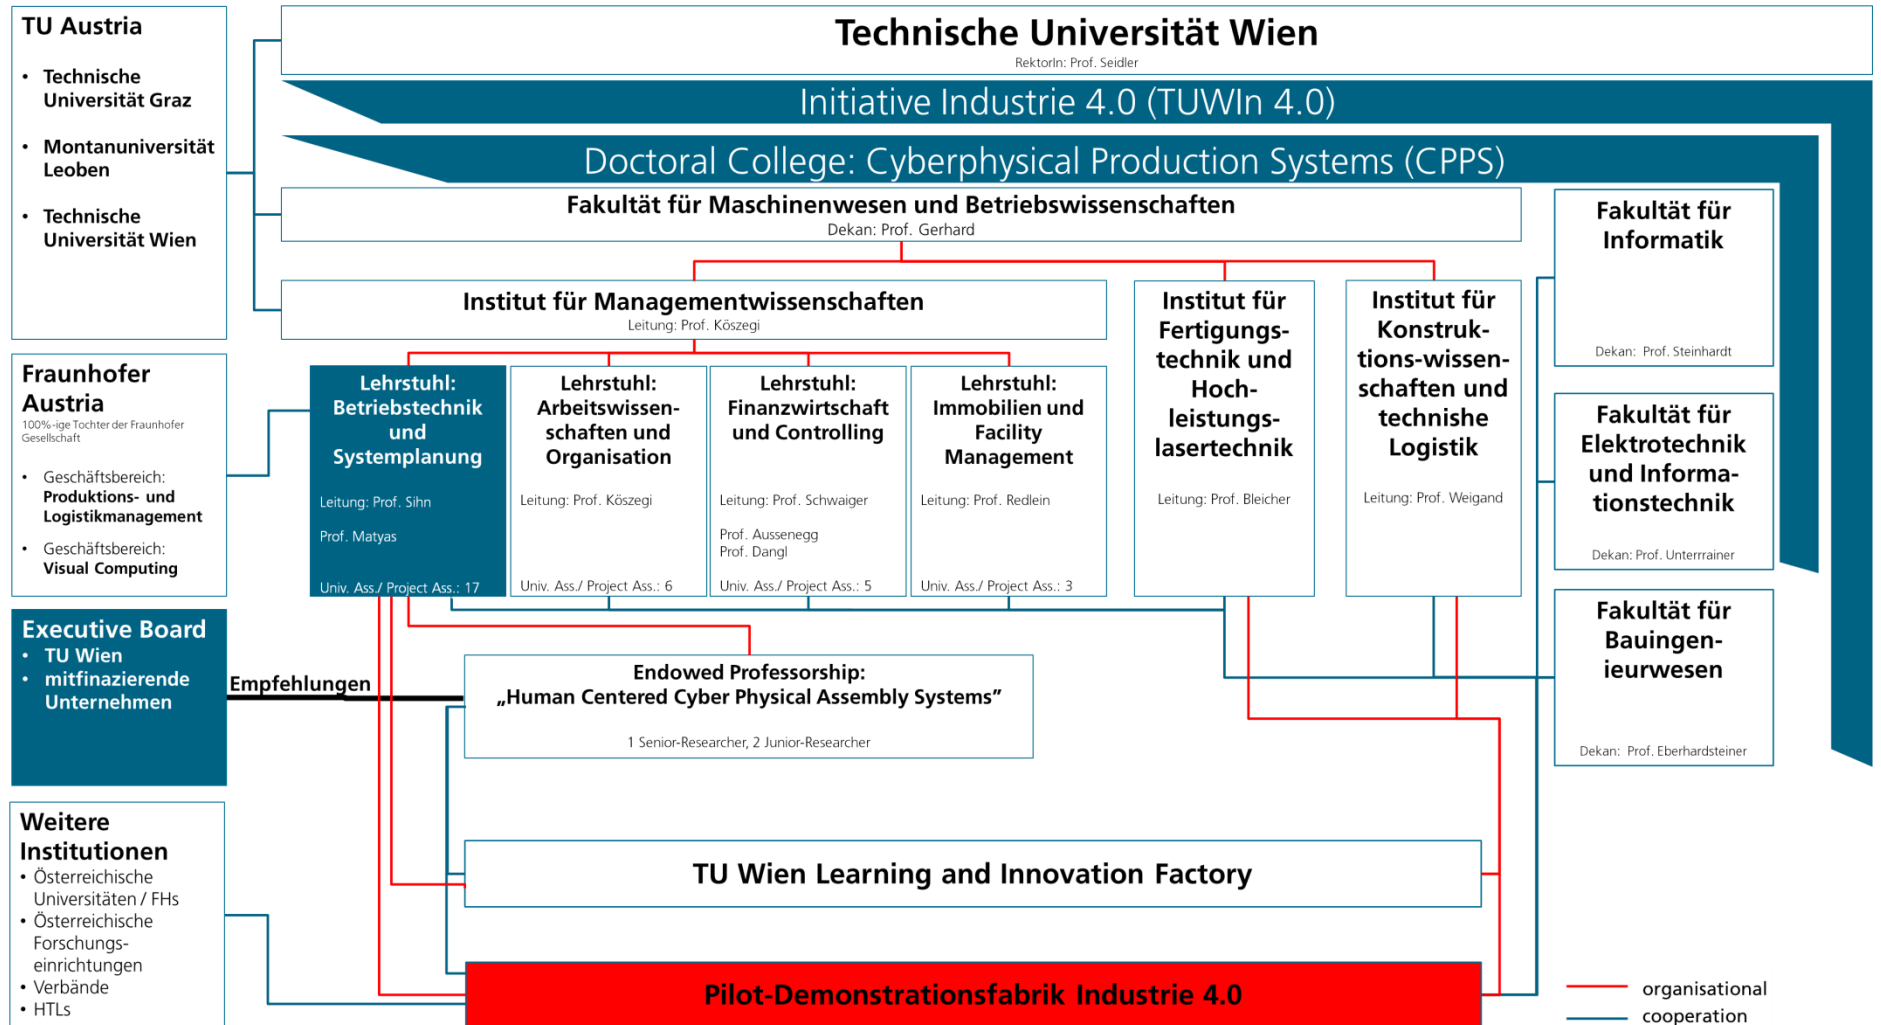 TU Austria
• Technische
Universität Graz
• Montanuniversität
Leoben
• Technische
Universität Wien
Technische Universität Wien
RektorIn: Prof. Seidler
Initiative Industrie 4.0 (TUWIn 4.0)
Doctoral College: Cyberphysical Production Systems (CPPS)
Fakultät für Maschinenwesen und Betriebswissenschaften
Dekan: Prof. Gerhard
Institut für Managementwissenschaften
Leitung: Prof. Köszegi
Institut für
Fertigungs-
technik und
Hoch-
leistungs-
lasertechnik
Leitung: Prof. Bleicher
Institut für
Konstruk-
tions-wissen-
schaften und
technishe
Logistik
Leitung: Prof. Weigand
Fakultät für
Informatik
Dekan: Prof. Steinhardt
Fakultät für
Elektrotechnik
und Informa-
tionstechnik
Dekan: Prof. Unterrrainer
Fakultät für
Bauingen-
ieurwesen
Dekan: Prof. Eberhardsteiner
Fraunhofer
Austria
100%-ige Tochter der Fraunhofer
Gesellschaft
• Geschäftsbereich:
Produktions- und
Logistikmanagement
• Geschäftsbereich:
Visual Computing
Lehrstuhl:
Betriebstechnik
und
Systemplanung
Leitung: Prof. Sihn
Prof. Matyas
Univ. Ass./ Project Ass.: 17
Lehrstuhl:
Arbeitswissen-
schaften und
Organisation
Leitung: Prof. Köszegi
Univ. Ass./ Project Ass.: 6
Lehrstuhl:
Finanzwirtschaft
und Controlling
Leitung: Prof. Schwaiger
Prof. Aussenegg
Prof. Dangl
Univ. Ass./ Project Ass.: 5
Lehrstuhl:
Immobilien und
Facility
Management
Leitung: Prof. Redlein
Univ. Ass./ Project Ass.: 3
Executive Board
• TU Wien
• mitfinazierende
Unternehmen
Empfehlungen
Endowed Professorship:
„Human Centered Cyber Physical Assembly Systems”
1 Senior-Researcher, 2 Junior-Researcher
Weitere
Institutionen
• Österreichische
Universitäten / FHs
• Österreichische
Forschungs-
einrichtungen
• Verbände
• HTLs
TU Wien Learning and Innovation Factory
Pilot-Demonstrationsfabrik Industrie 4.0
organisational
cooperation